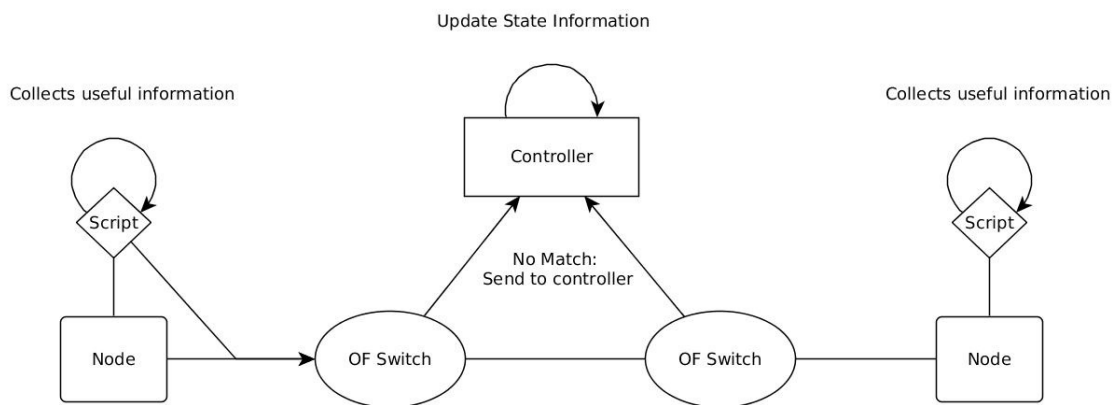 Update State Information
Collects useful information
Collects useful information
Controller
Script
Script
No Match:
Send to controller
Node
OF Switch
OF Switch
Node